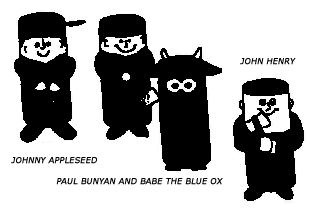 JOHN HENRY
JOHNNY APPLESEED
PAUL BUNYAN AND BABE THE BLUE OX